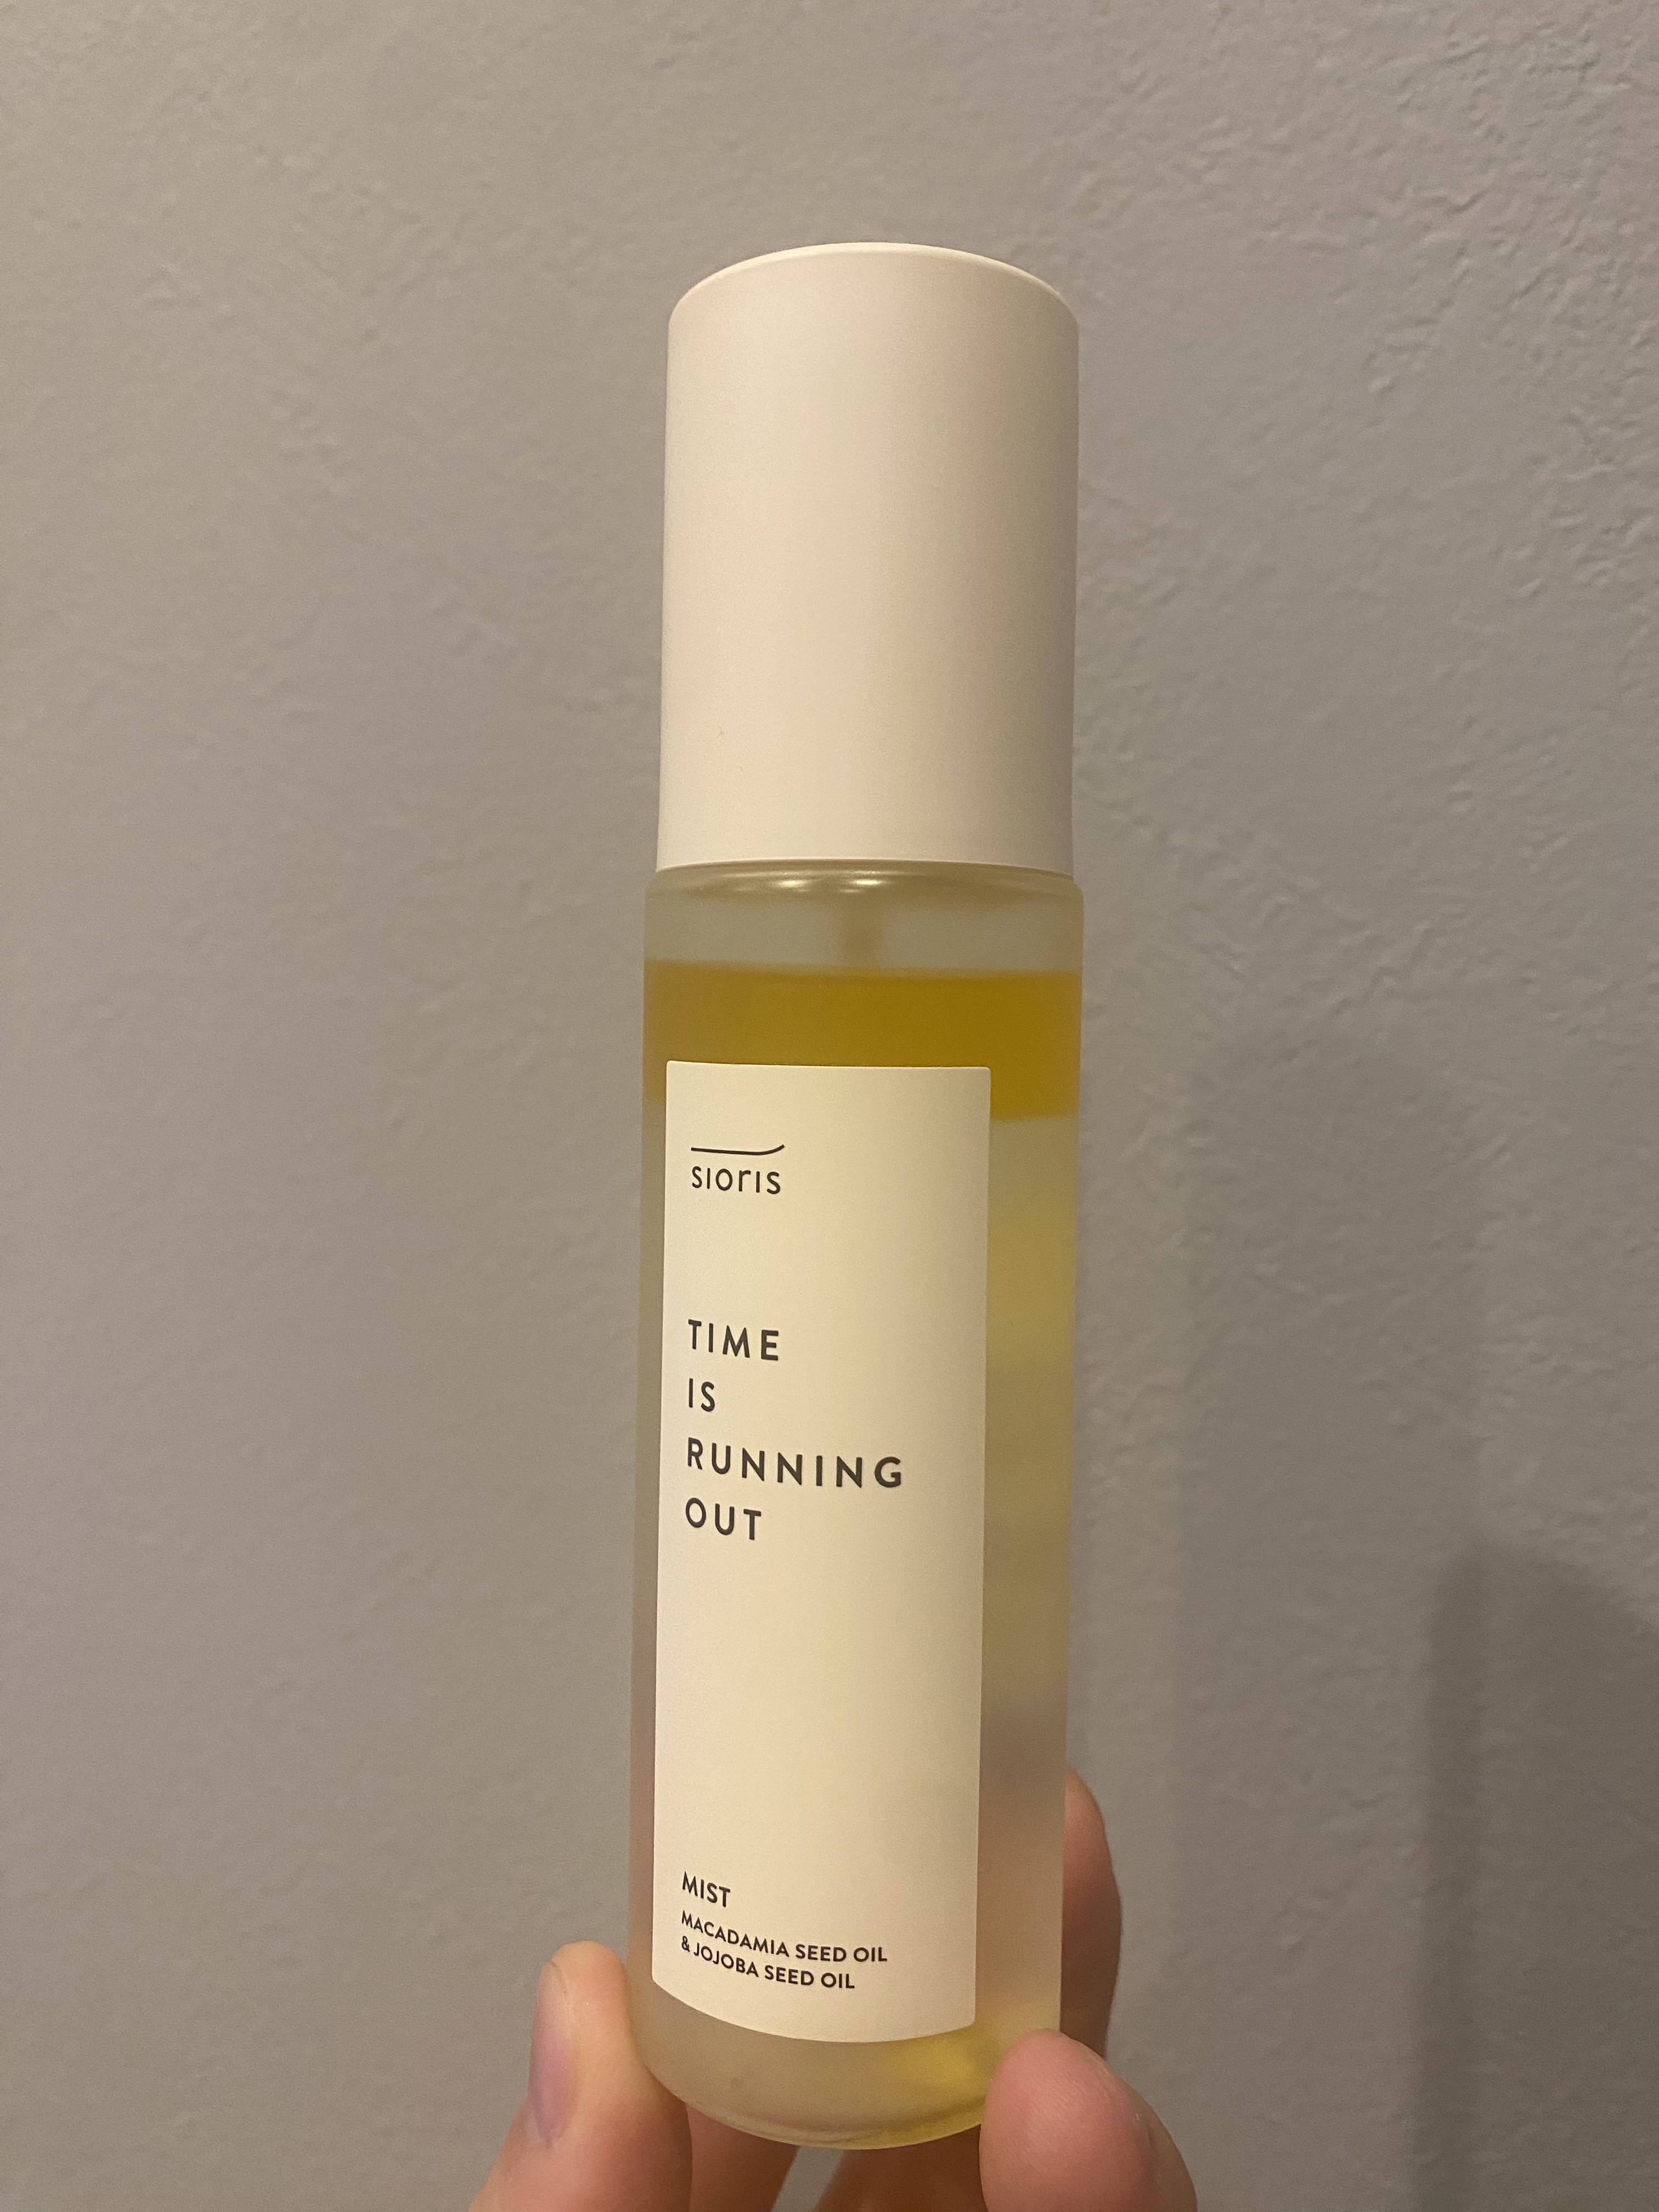 sioris
TIME
IS
RUNNING
OUT
MIST
MACADAMIA SEED OIL
& JOJOBA SEED OIL